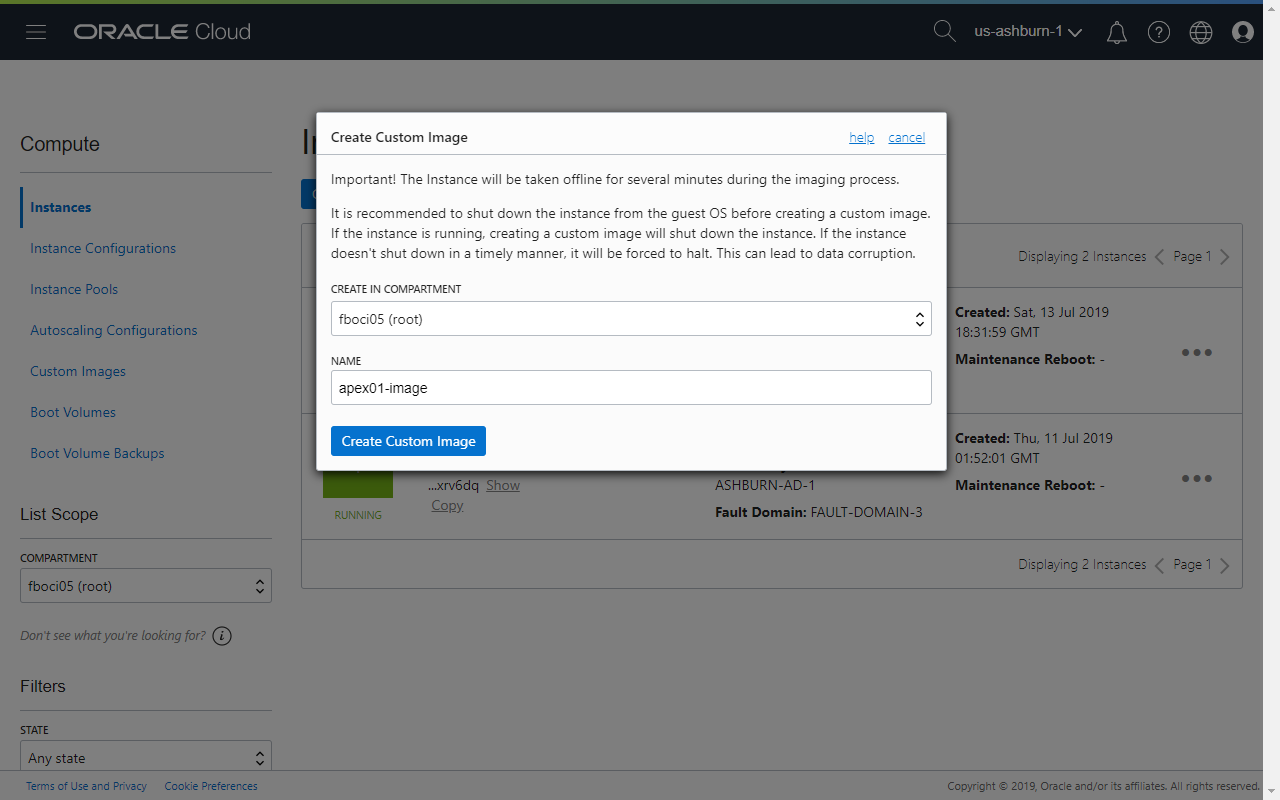 ORACLE Cloud
us-ashburn-1
Compute
Instances
Instance Configurations
Instance Pools
Autoscaling Configurations
Custom Images
Boot Volumes
Boot Volume Backups
List Scope
COMPARTMENT
fboci05 (root)
Don't see what you're looking for?
Filters
STATE
Any state
Create Custom Image
help
cancel
Important! The Instance will be taken offline for several minutes during the imaging process.
It is recommended to shut down the instance from the guest OS before creating a custom image.
If the instance is running, creating a custom image will shut down the instance. If the instance
doesn't shut down in a timely manner, it will be forced to halt. This can lead to data corruption.
CREATE IN COMPARTMENT
fboci05 (root)
NAME
apex01-image
Create Custom Image
Displaying 2 Instances Page 1
Created: Sat, 13 Jul 2019
18:31:59 GMT
Maintenance Reboot: -
Created: Thu, 11 Jul 2019
01:52:01 GMT
Maintenance Reboot: -
RUNNING
...xrv6dq Show
Copy
ASHBURN-AD-1
Fault Domain: FAULT-DOMAIN-3
Displaying 2 Instances Page 1
Terms of Use and Privacy Cookie Preferences
Copyright © 2019, Oracle and/or its affiliates. All rights reserved.